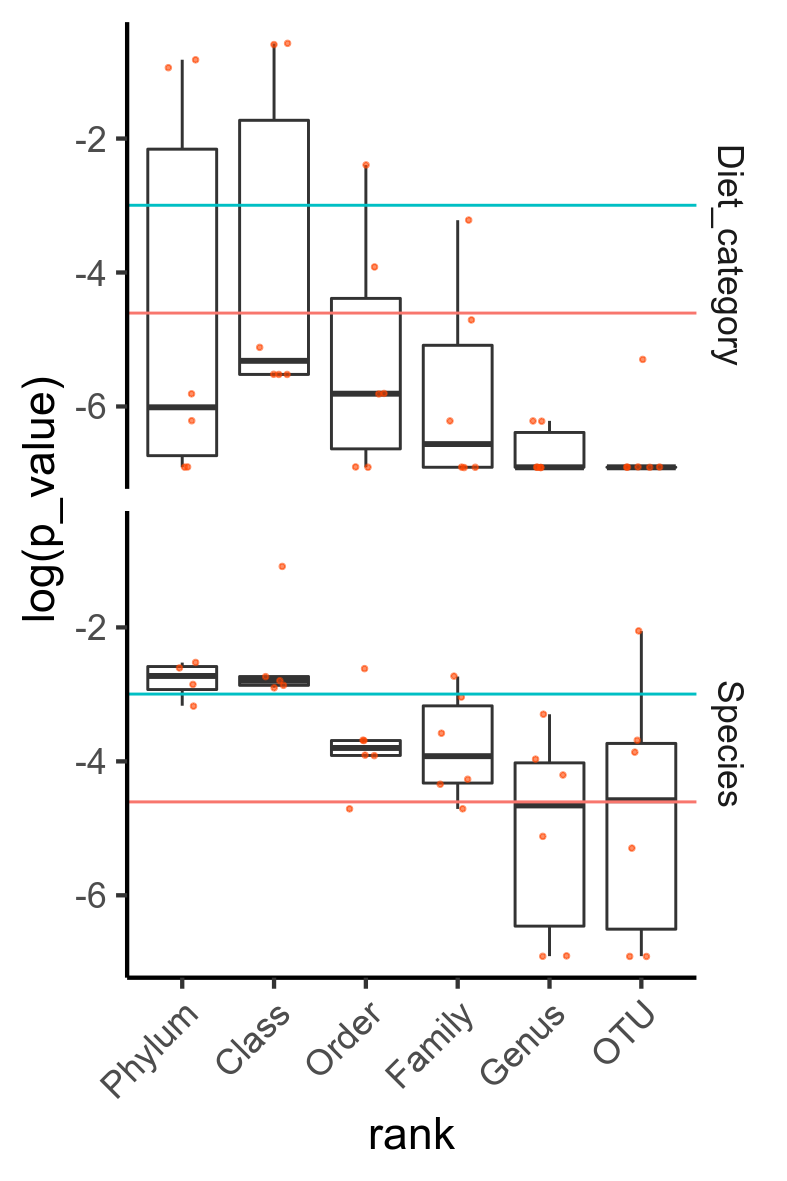 -2
-4
-6
Diet_category
log(p_value)
-2
-4
-6
Species
Phylum
Class
Order
Family
Genus
OTU
rank